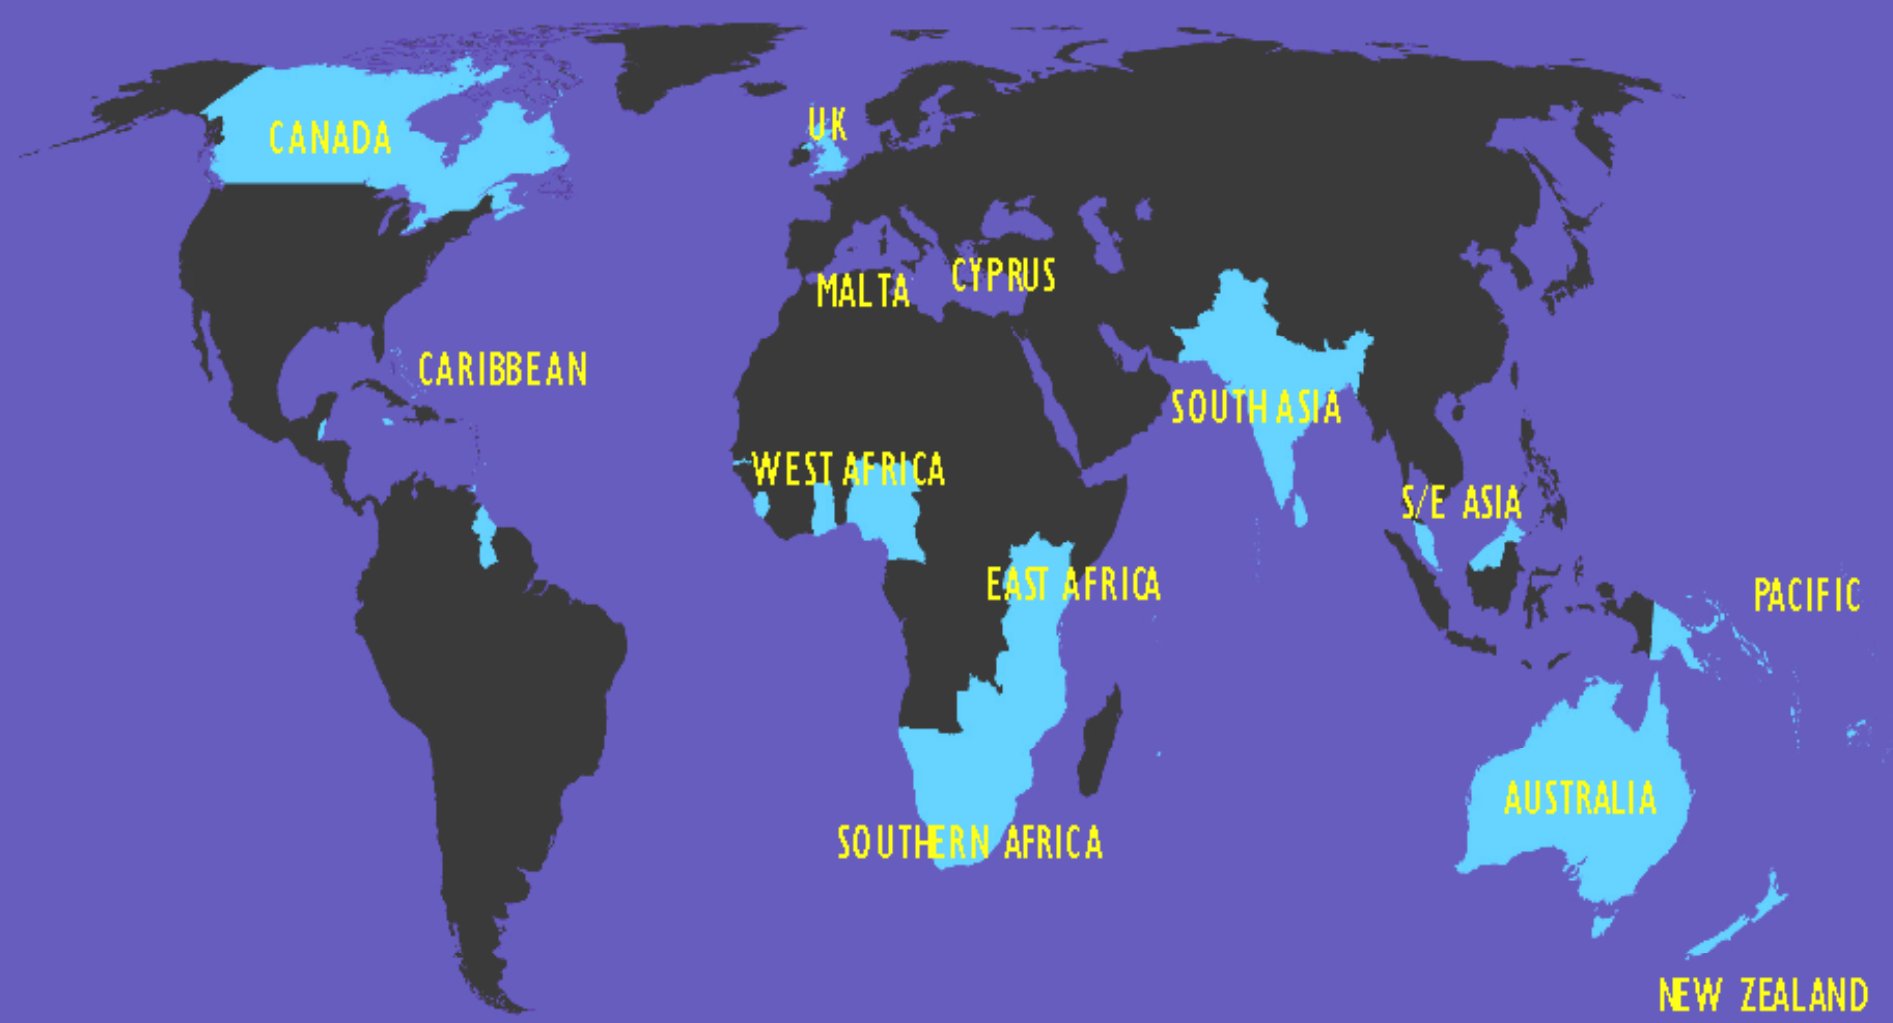 UK
CANADA
CYPRUS
MALTA
CARIBBEAN
SOUTH ASIA
WEST AFRICA
S/E ASIA
EAST AFRICA
PACIFIC
AUSTRALIA
SOUTHERN AFRICA
NEW ZEALAND